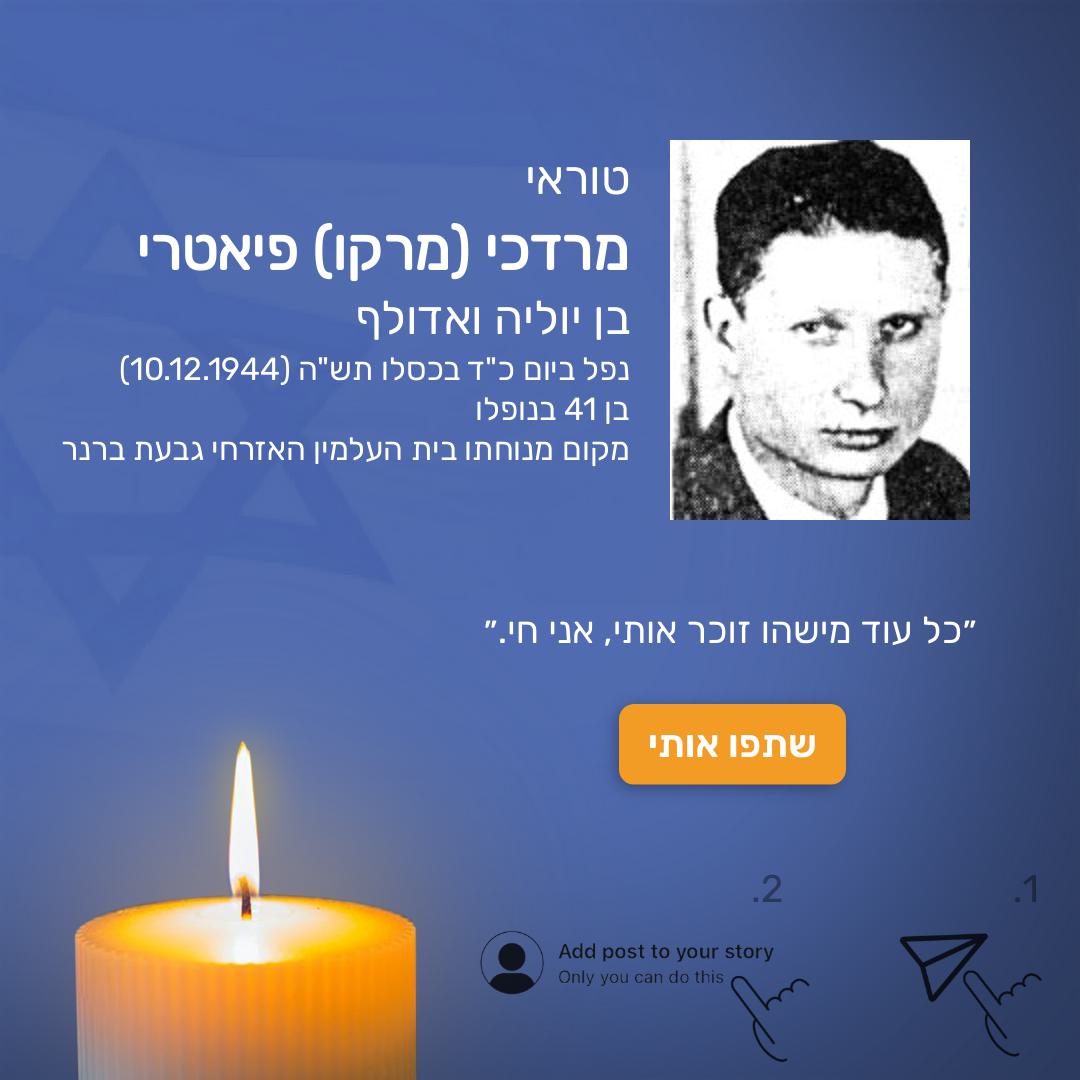 טוראי
מרדכי (מרקו) פיאטרי
בן יוליה ואדולף
נפל ביום כ"ד בכסלו תש"ה (10.12.1944)
בן 41 בנופלו
מקום מנוחתו בית העלמין האזרחי גבעת ברנר
״כל עוד מישהו זוכר אותי, אני חי.״
שתפו אותי
1.
2.
Add post to your story
Only you can do this